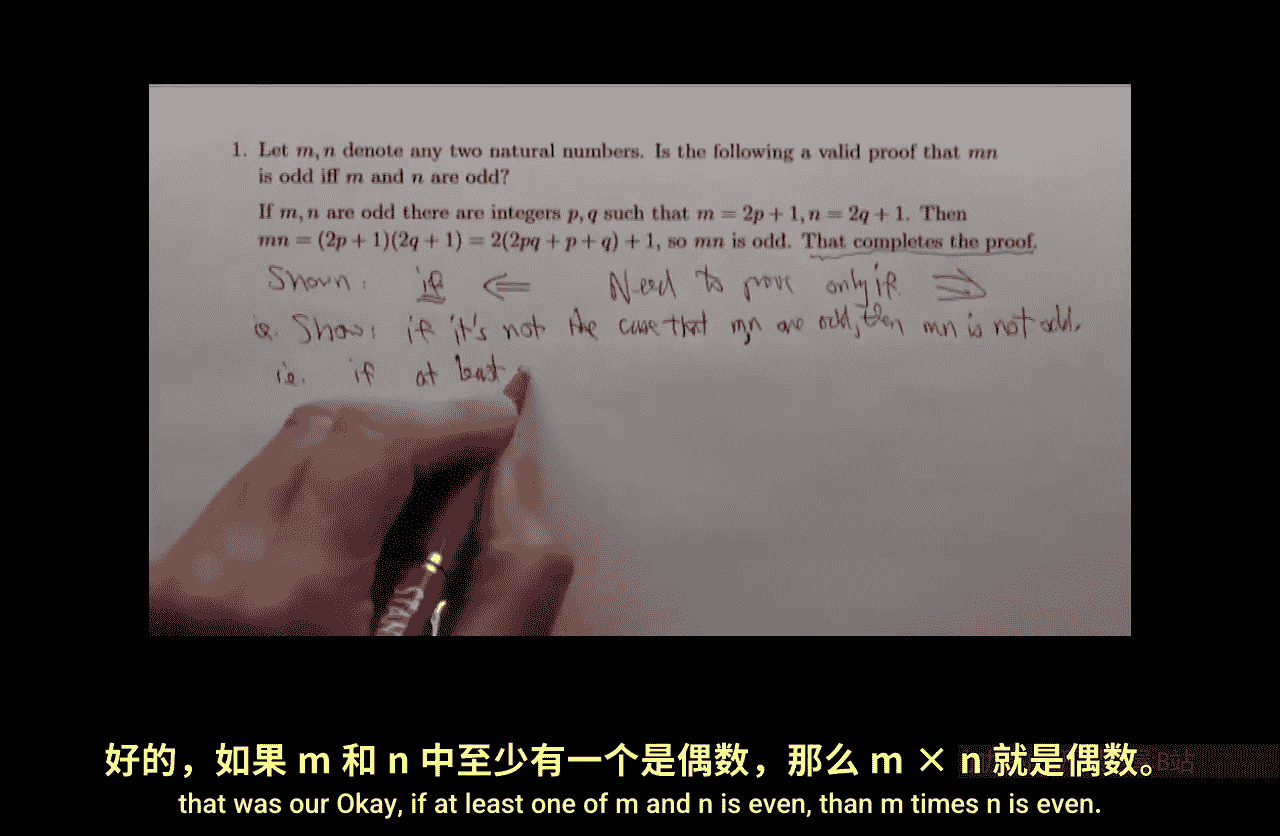 1. Let m, n denote any two natural numbers. Is the following a valid proof that mn
is odd iff m and n are odd?
If m, n are odd there are integers p, q such that m = 2p + 1, n = 2q + 1. Then
mn = (2p + 1)(2q + 1) = 2(2pq + p + q) + 1, so mn is odd. That completes the proof.
Shown: if ⇐ Need to prove only if ⇒
ie. Show: if it's not the case that m,n are odd, then mn is not odd.
i.e. if at least
好的，如果 m 和 n 中至少有一个是偶数，那么 m × n 就是偶数。
that was our Okay, if at least one of m and n is even, than m times n is even.